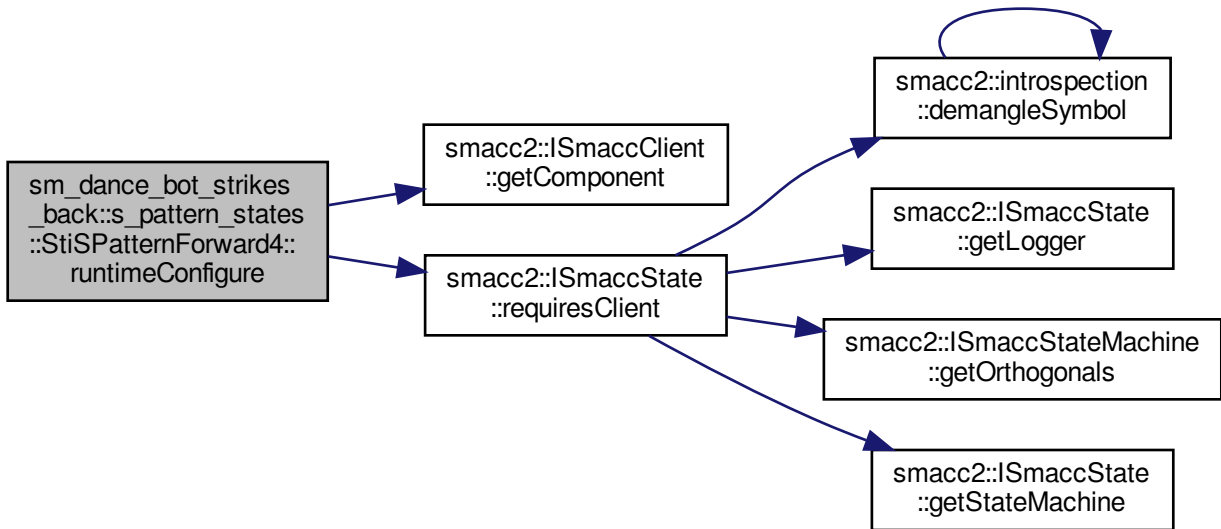 sm_dance_bot_strikes
_back::s_pattern_states
::StiSPatternForward4::
runtimeConfigure
smacc2::ISmaccClient
::getComponent
smacc2::ISmaccState
::requiresClient
smacc2::introspection
::demangleSymbol
smacc2::ISmaccState
::getLogger
smacc2::ISmaccStateMachine
::getOrthogonals
smacc2::ISmaccState
::getStateMachine